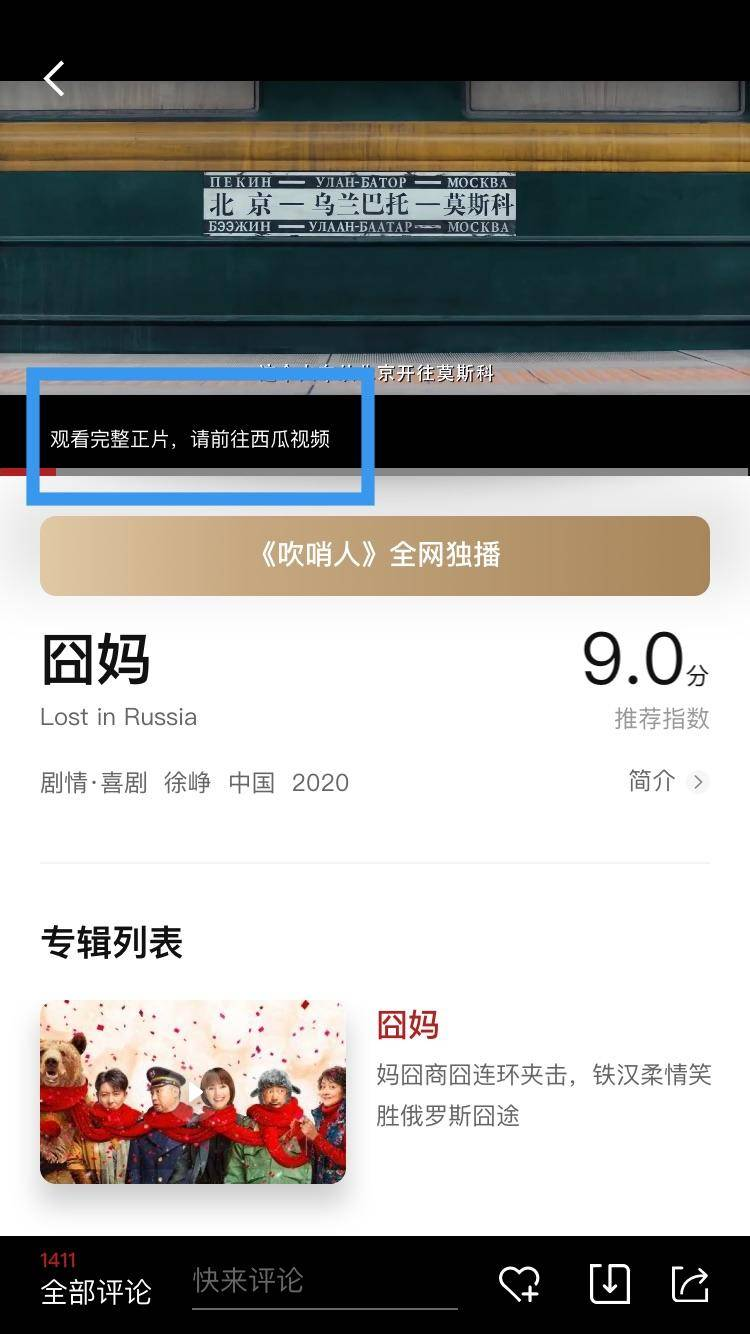 ПЕКИН — УЛАН-БАТОР — МОСКВА
北京 — 乌兰巴托 — 莫斯科
БЭЭЖИН — УЛААН-БААТАР — МОСКВА
京开往莫斯科
观看完整正片，请前往西瓜视频
《吹哨人》全网独播
囧妈
9.0分
Lost in Russia
推荐指数
剧情·喜剧 徐峥 中国 2020
简介
专辑列表
囧妈
妈囧商囧连环夹击，铁汉柔情笑
胜俄罗斯囧途
1411
全部评论
快来评论